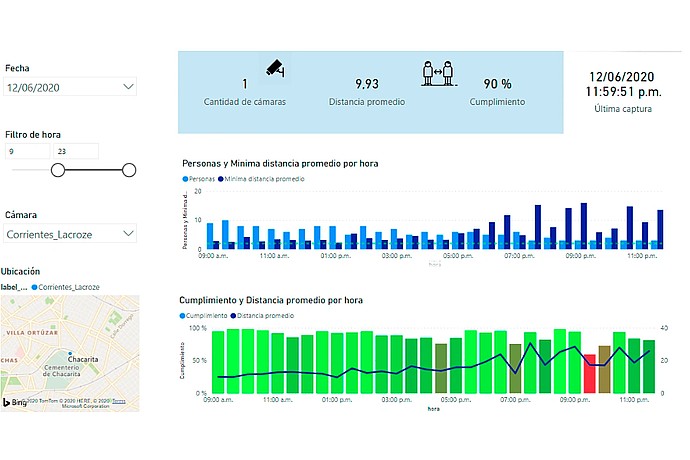 Fecha
12/06/2020
Filtro de hora
9 23
Cámara
Corrientes_Lacroze
Ubicación
label_... Corrientes_Lacroze
VILLA ORTÚZAR
CHAS
Chacarita
Cementerio
de Chacarita
Bing
© 2020 TomTom © 2020 HERE, © 2020 Terms
Microsoft Corporation
1
Cantidad de cámaras
9,93
Distancia promedio
90 %
Cumplimiento
12/06/2020
11:59:51 p.m.
Última captura
Personas y Mínima distancia promedio por hora
Personas Mínima distancia promedio
Personas y Mínima d...
20
10
0
09:00 a.m. 11:00 a.m. 01:00 p.m. 03:00 p.m. 05:00 p.m. 07:00 p.m. 09:00 p.m. 11:00 p.m.
Cumplimiento y Distancia promedio por hora
Cumplimiento Distancia promedio
Cumplimiento
100 % 40
50 % 20
0 % 0
09:00 a.m. 11:00 a.m. 01:00 p.m. 03:00 p.m. 05:00 p.m. 07:00 p.m. 09:00 p.m. 11:00 p.m.
hora